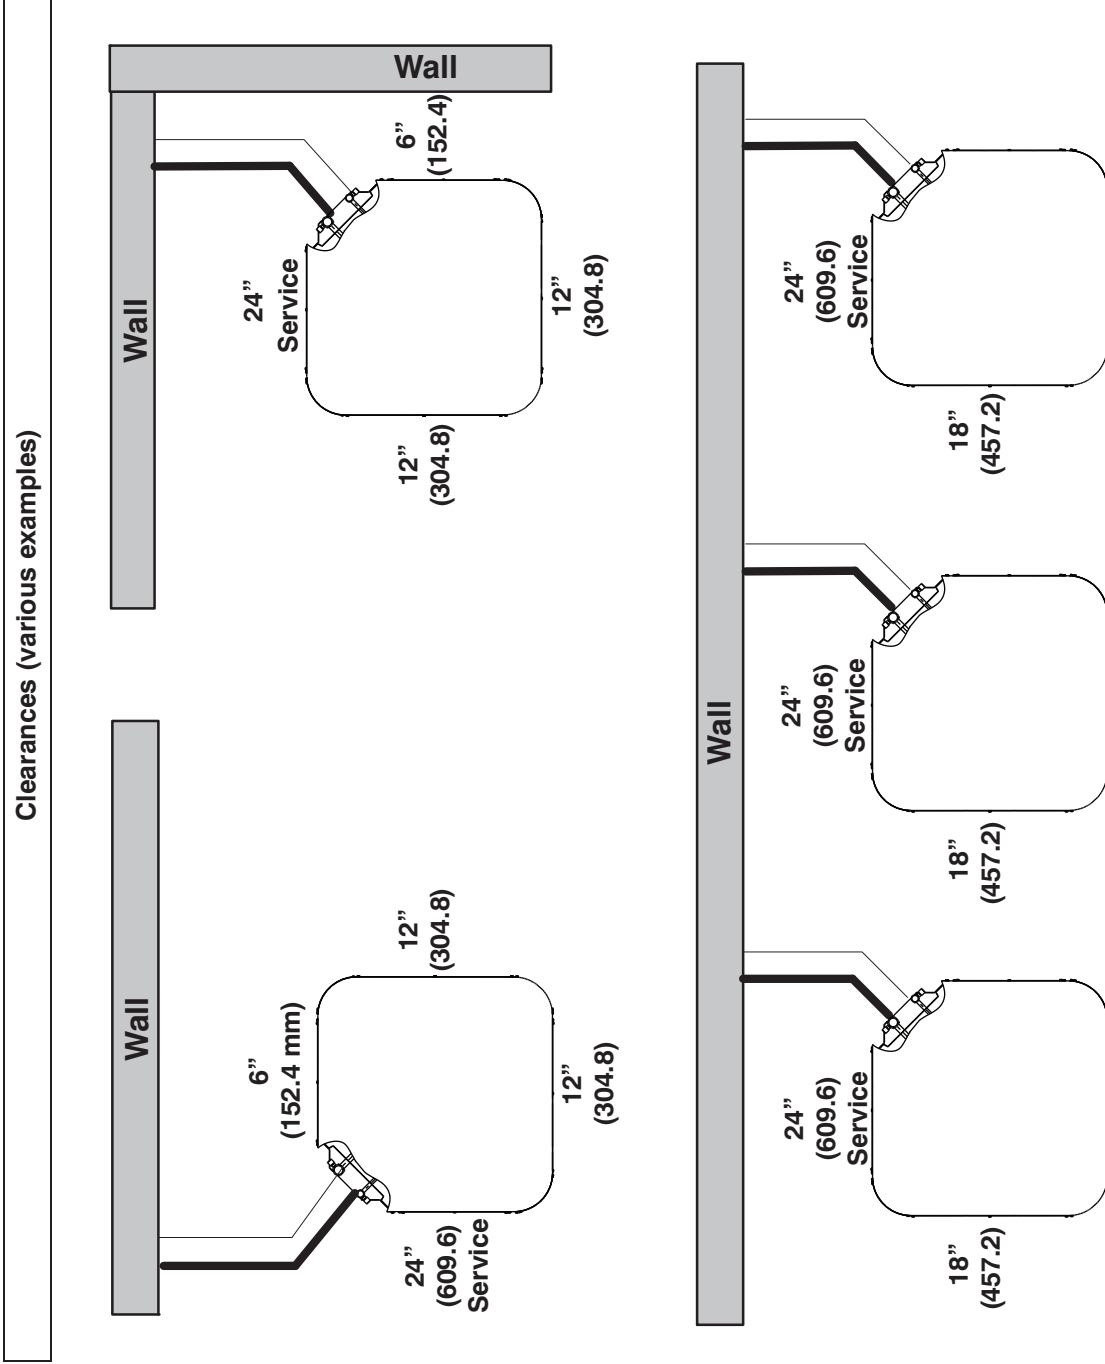 Clearances (various examples)
Wall
6”
(152.4 mm)
24”
(609.6)
Service
12”
(304.8)
12”
(304.8)
Wall
24”
Service
12”
(304.8)
6”
(152.4)
Wall
12”
(304.8)
Wall
24”
(609.6)
Service
18”
(457.2)
24”
(609.6)
Service
18”
(457.2)
24”
(609.6)
Service
18”
(457.2)